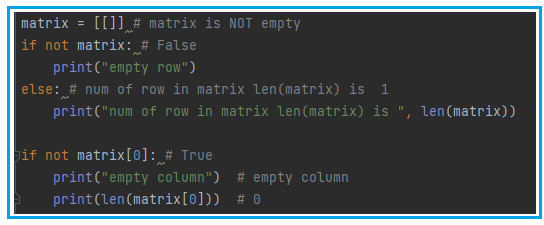 matrix = [[]] # matrix is NOT empty
if not matrix: # False
    print("empty row")
else: # num of row in matrix len(matrix) is  1
    print("num of row in matrix len(matrix) is ", len(matrix))
if not matrix[0]: # True
    print("empty column")  # empty column
    print(len(matrix[0]))  # 0